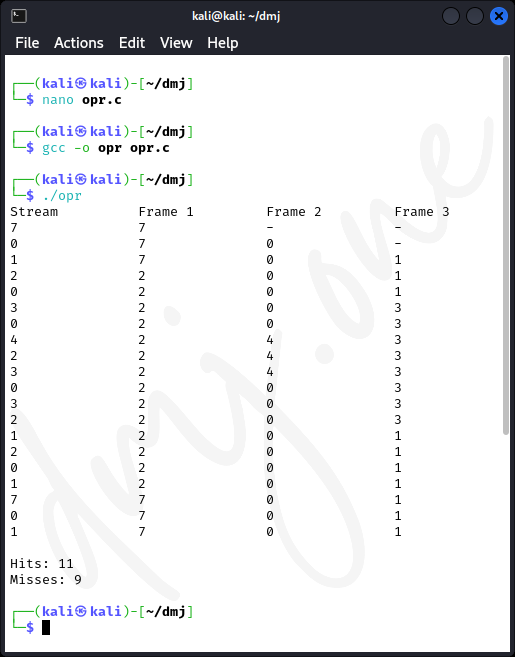 kali@kali: ~/dmj
File Actions Edit View Help
┌──(kali㉿kali)-[~/dmj]
└─$ nano opr.c
┌──(kali㉿kali)-[~/dmj]
└─$ gcc -o opr opr.c
┌──(kali㉿kali)-[~/dmj]
└─$ ./opr
Stream Frame 1 Frame 2 Frame 3
7 7 - -
0 7 0 -
1 7 0 1
2 2 0 1
0 2 0 1
3 2 0 3
0 2 0 3
4 2 4 3
2 2 4 3
3 2 4 3
0 2 0 3
3 2 0 3
2 2 0 3
1 2 0 1
2 2 0 1
0 2 0 1
1 2 0 1
7 7 0 1
0 7 0 1
1 7 0 1
Hits: 11
Misses: 9
┌──(kali㉿kali)-[~/dmj]
└─$
dmj.one